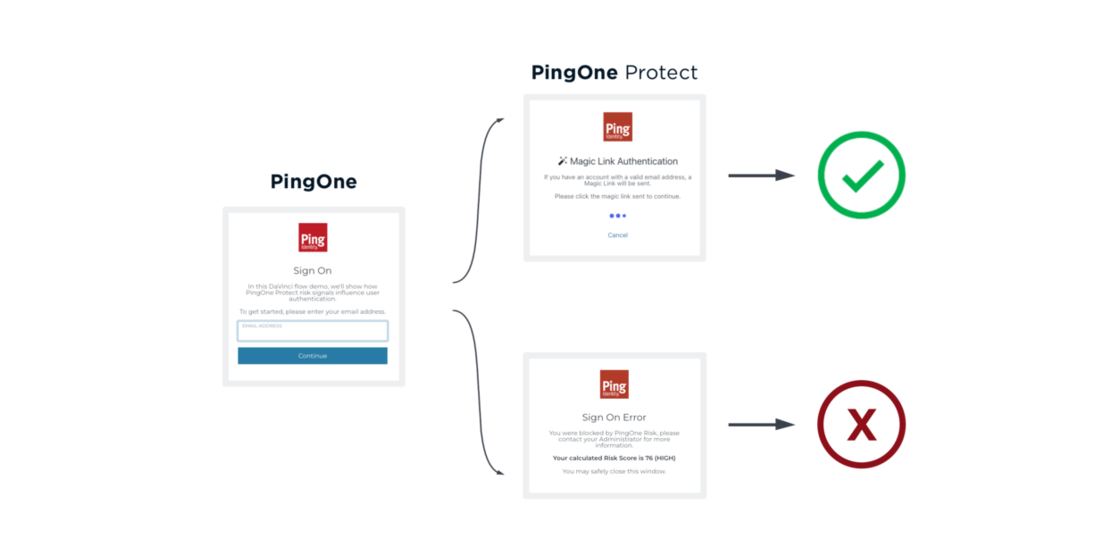 PingOne
Ping
Identity
Sign On
In this DaVinci flow demo, we'll show how
PingOne Protect risk signals influence user
authentication.
To get started, please enter your email address.
EMAIL ADDRESS
Continue
PingOne Protect
Ping
Identity
Magic Link Authentication
If you have an account with a valid email address, a
Magic Link will be sent.
Please click the magic link sent to continue.
Cancel
Ping
Identity
Sign On Error
You were blocked by PingOne Risk, please
contact your Administrator for more
information.
Your calculated Risk Score is 76 (HIGH)
You may safely close this window.
X